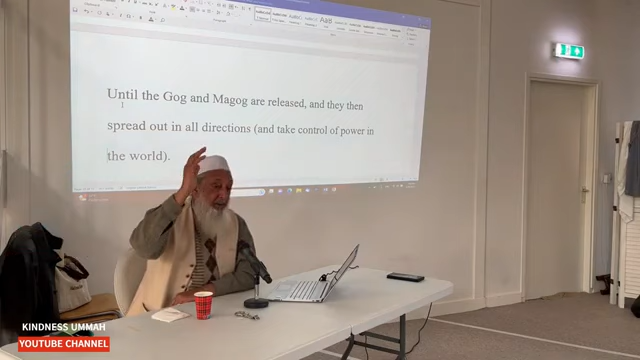 Until the Gog and Magog are released, and they then
spread out in all directions (and take control of power in
the world).
KINDNESS UMMAH
YOUTUBE CHANNEL